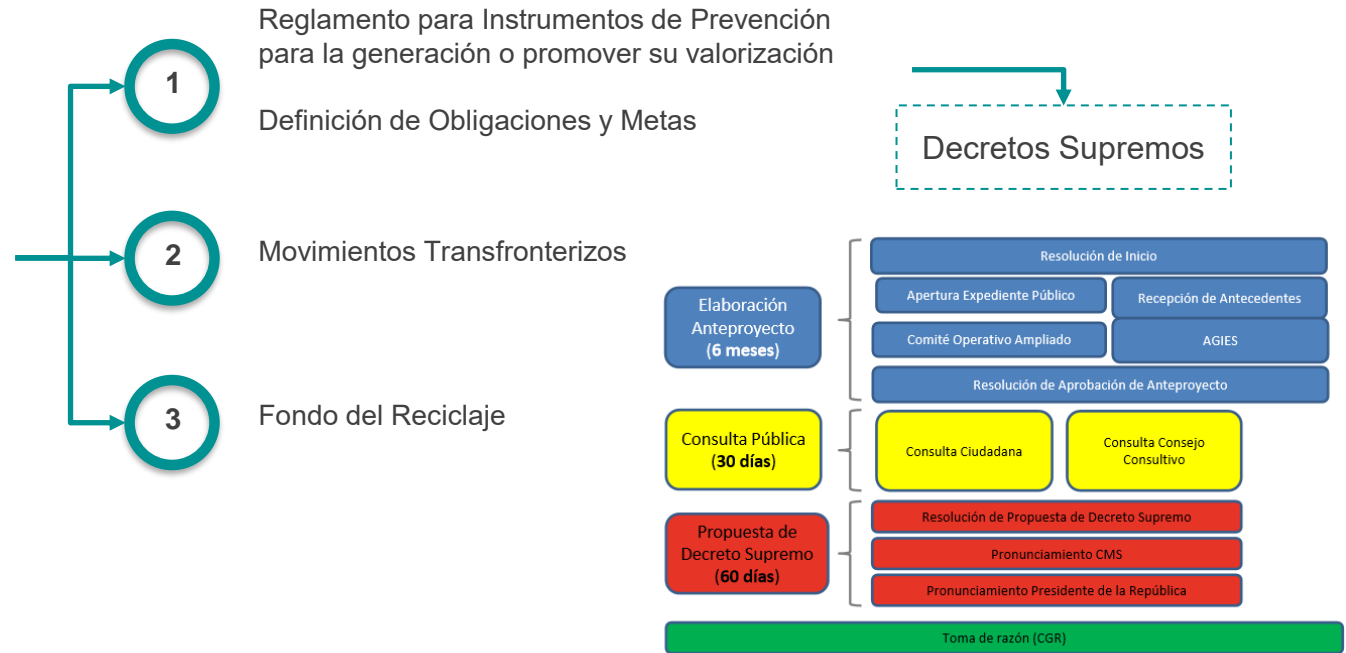 1
Reglamento para Instrumentos de Prevención
para la generación o promover su valorización
Definición de Obligaciones y Metas
2
Movimientos Transfronterizos
3
Fondo del Reciclaje
Decretos Supremos
Elaboración
Anteproyecto
(6 meses)
Resolución de Inicio
Apertura Expediente Público
Recepción de Antecedentes
Comité Operativo Ampliado
AGIES
Resolución de Aprobación de Anteproyecto
Consulta Pública
(30 días)
Consulta Ciudadana
Consulta Consejo
Consultivo
Propuesta de
Decreto Supremo
(60 días)
Resolución de Propuesta de Decreto Supremo
Pronunciamiento CMS
Pronunciamiento Presidente de la República
Toma de razón (CGR)